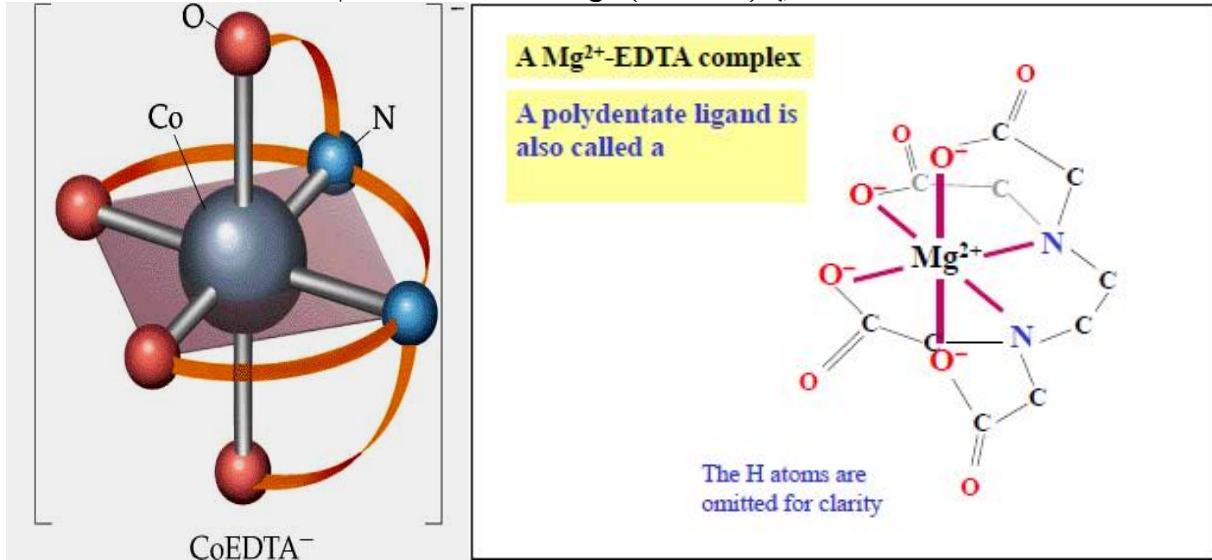 O
Co
N
−
CoEDTA−
A Mg2+-EDTA complex
A polydentate ligand is
also called a
O
O
C
O−
C
O−
C
C
Mg2+
N
O−
C
C
C
C
N
O−
O
C
C
O
The H atoms are
omitted for clarity